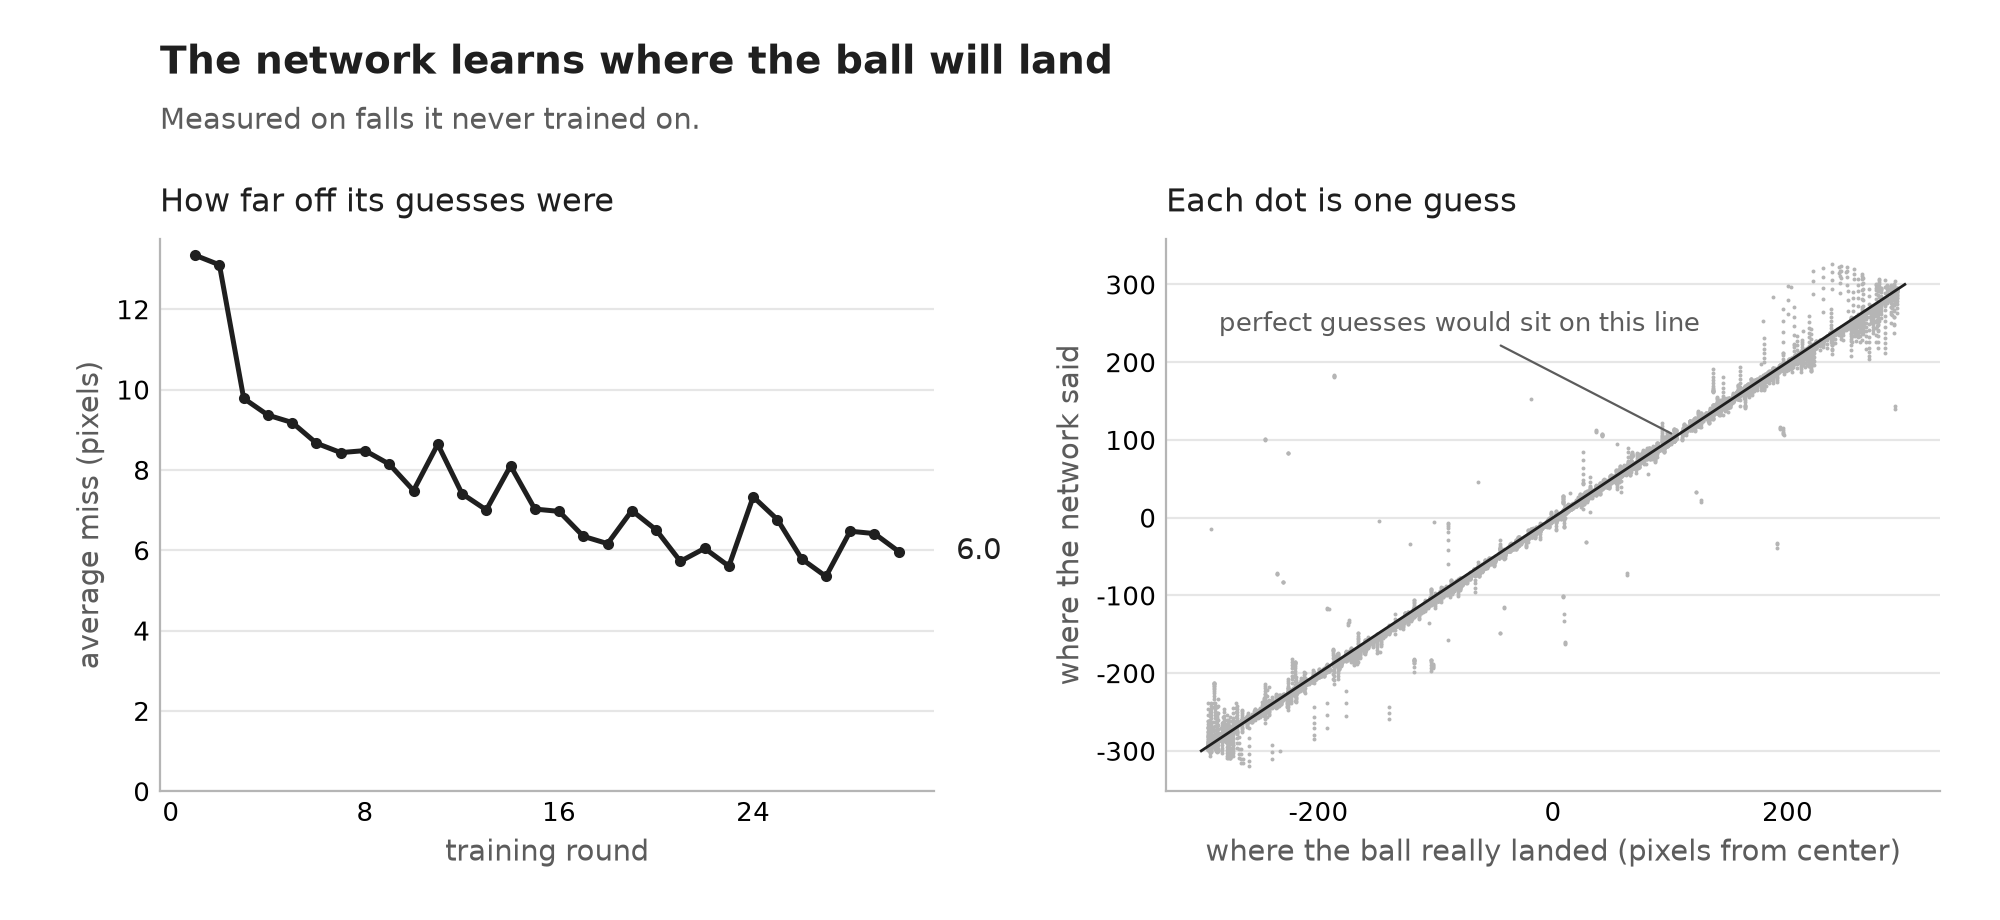 The network learns where the ball will land
Measured on falls it never trained on.
How far off its guesses were
average miss (pixels)
12
10
8
6
4
2
0
0 8 16 24
training round
6.0
Each dot is one guess
where the network said
300
200
100
0
-100
-200
-300
perfect guesses would sit on this line
-200 0 200
where the ball really landed (pixels from center)